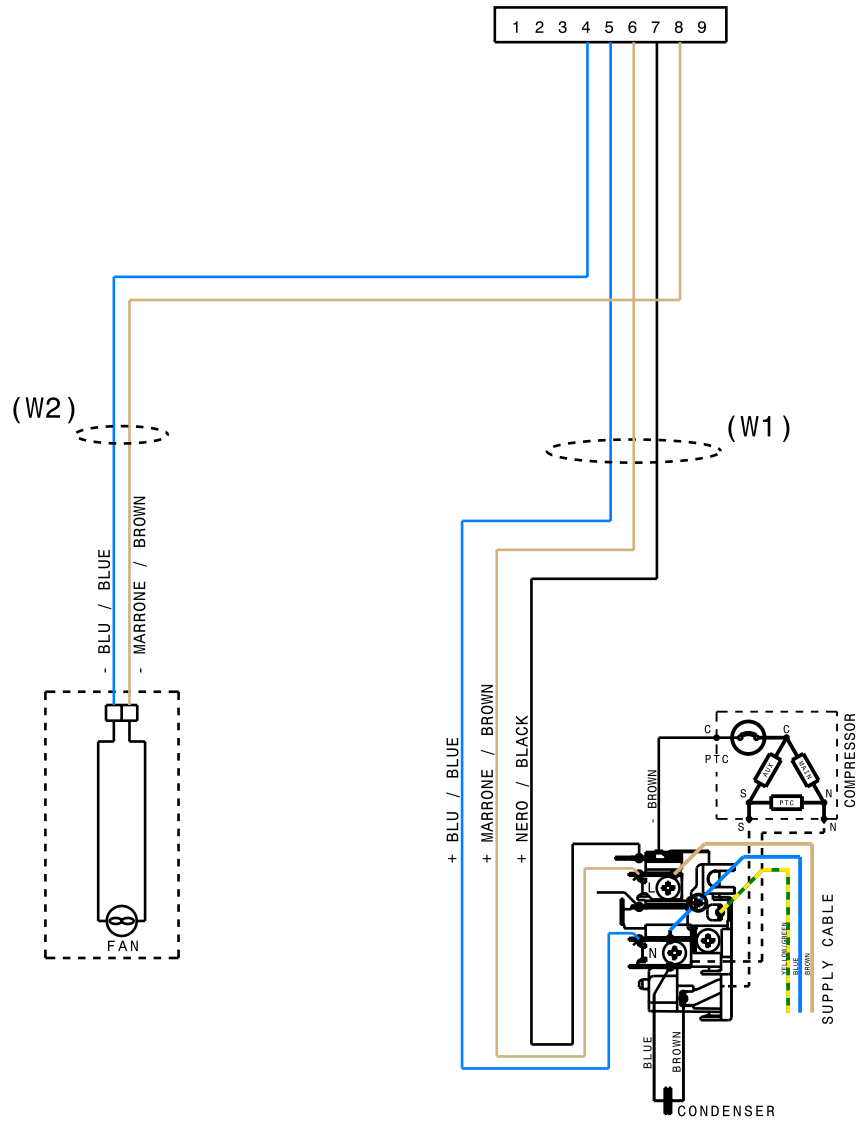 1 2 3 4 5 6 7 8 9
(W2)
(W1)
- BLU / BLUE
- MARRONE / BROWN
+ BLU / BLUE
+ MARRONE / BROWN
+ NERO / BLACK
- BROWN
C
C
PTC
AUX
MAIN
S
N
PTC
S
N
COMPRESSOR
L
N
FAN
YELLOW/GREEN
BLUE
BROWN
SUPPLY CABLE
BLUE
BROWN
CONDENSER